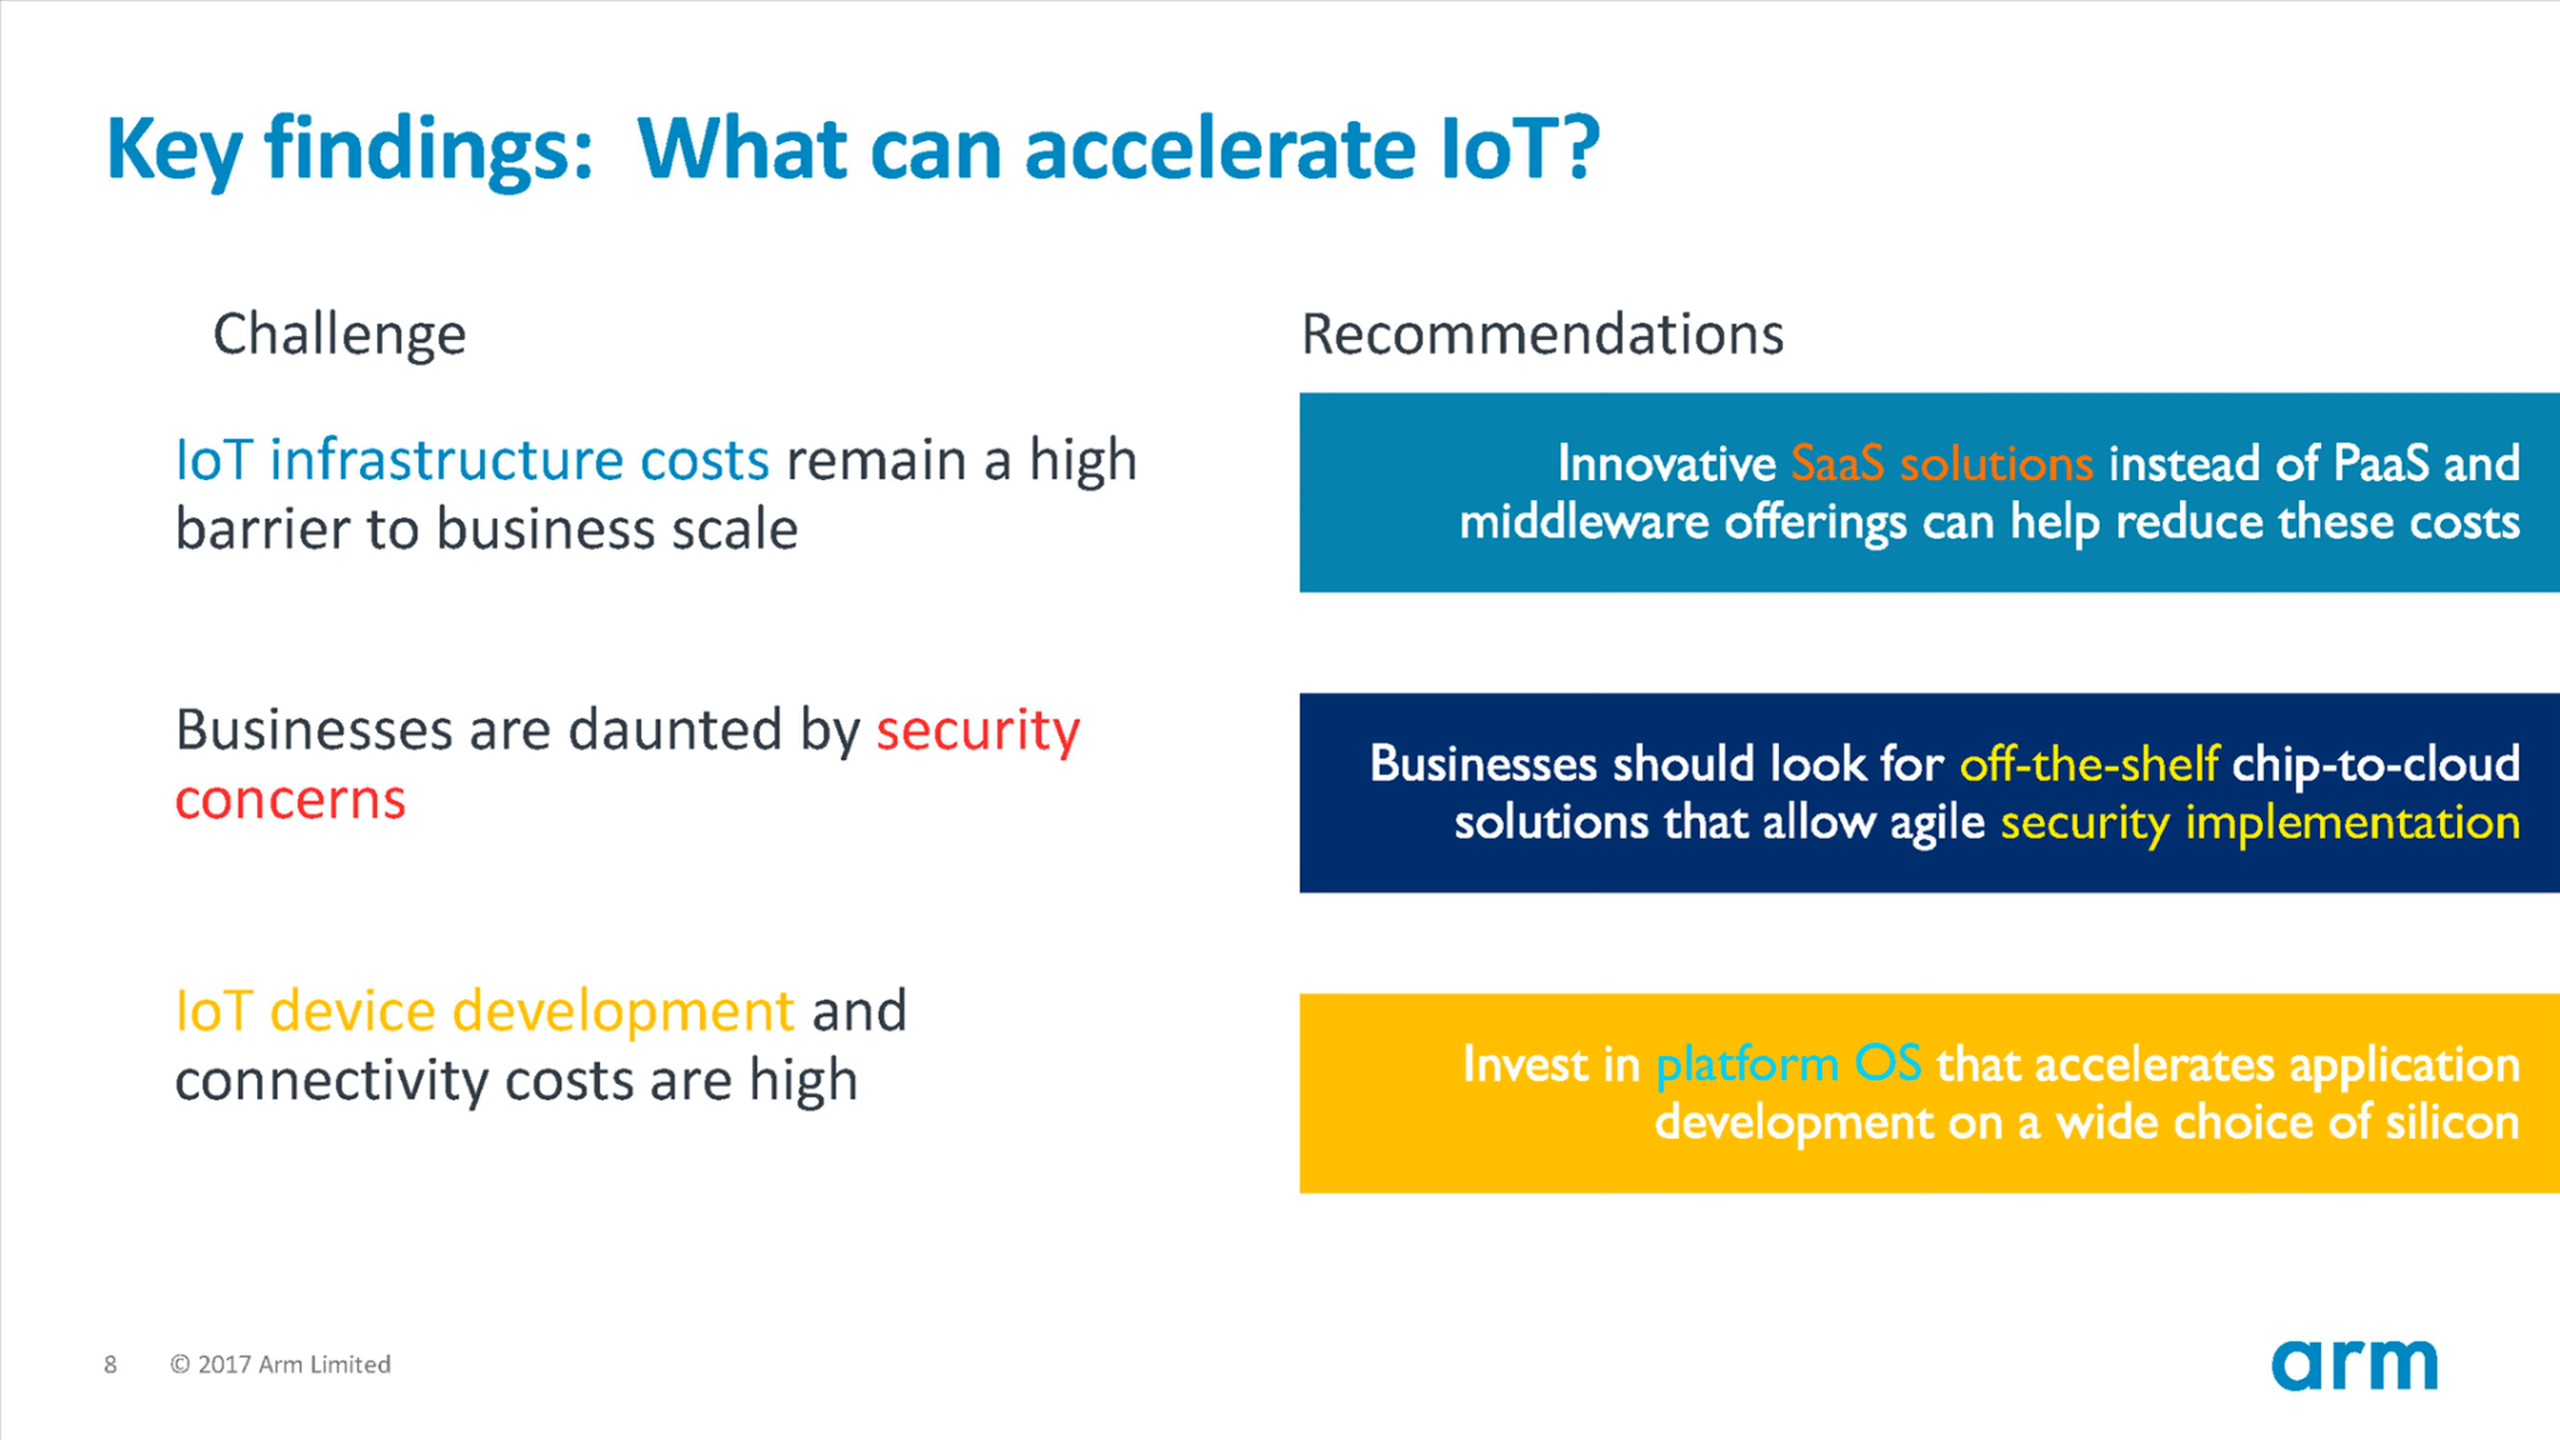 Key findings:  What can accelerate IoT?
Challenge
Recommendations
IoT infrastructure costs remain a high
barrier to business scale
Innovative SaaS solutions instead of PaaS and
middleware offerings can help reduce these costs
Businesses are daunted by security
concerns
Businesses should look for off-the-shelf chip-to-cloud
solutions that allow agile security implementation
IoT device development and
connectivity costs are high
Invest in platform OS that accelerates application
development on a wide choice of silicon
8 © 2017 Arm Limited
arm